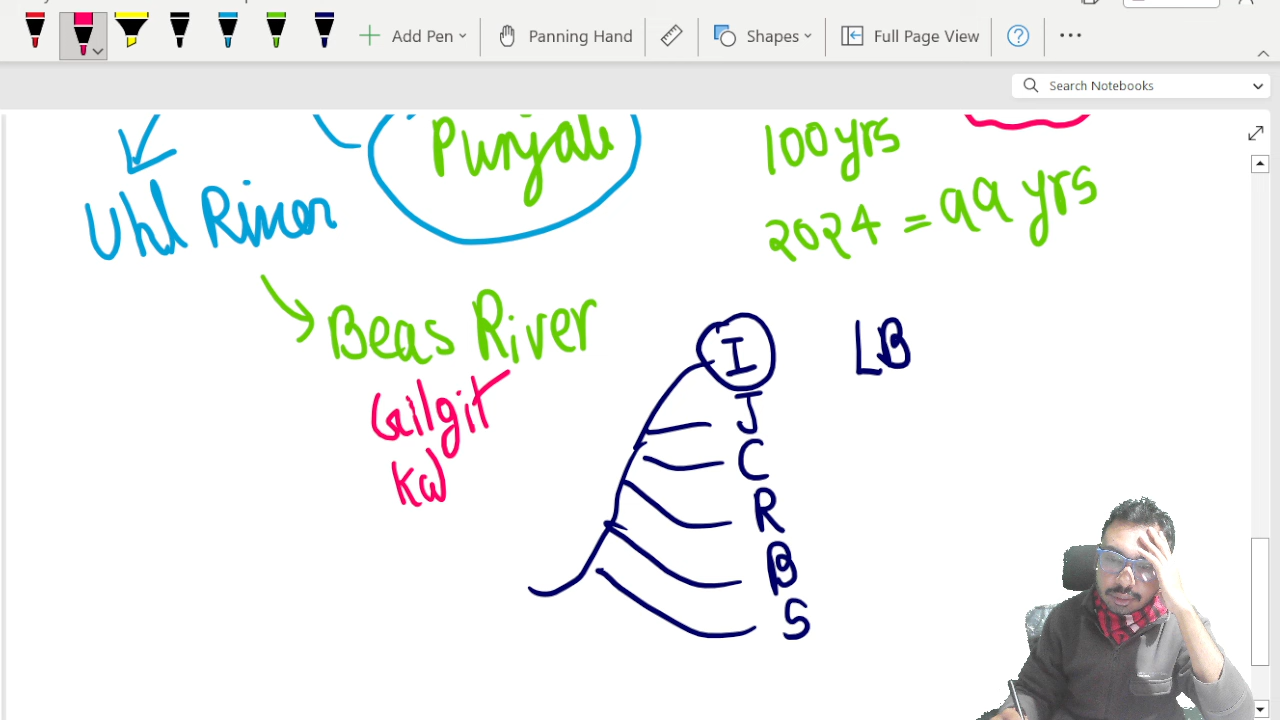 Add Pen
Panning Hand
Shapes
Full Page View
Search Notebooks
Punjab
100 yrs
2024 = 99 yrs
Uhl River
Beas River
Gilgit
I
LB
J
C
R
B
S